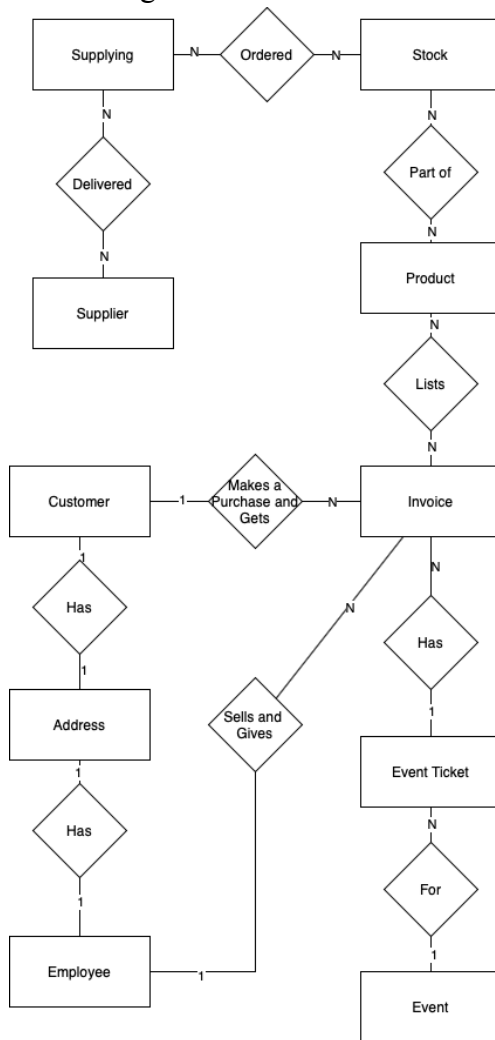 Supplying
N
Ordered
N
Stock
N
N
Delivered
Part of
N
N
Supplier
Product
N
Lists
N
Customer
1
Makes a
Purchase and
Gets
N
Invoice
1
N
N
Has
Has
1
1
Address
Sells and
Gives
Event Ticket
1
N
Has
For
1
1
Employee
1
Event